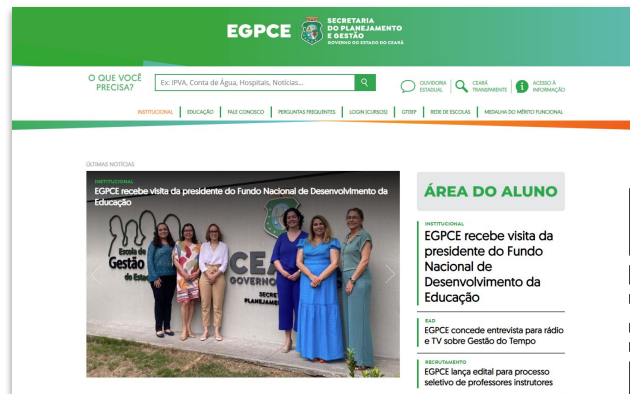 EGPCE
SECRETARIA
DO PLANEJAMENTO
E GESTÃO
GOVERNO DO ESTADO DO CEARÁ
O QUE VOCÊ
PRECISA?
Ex: IPVA, Conta de Água, Hospitais, Notícias...
OUVIDORIA
ESTADUAL
CEARÁ
TRANSPARENTE
ACESSO À
INFORMAÇÃO
INSTITUCIONAL
EDUCAÇÃO
FALE CONOSCO
PERGUNTAS FREQUENTES
LOGIN (CURSOS)
GTDEP
REDE DE ESCOLAS
MEDALHA DO MÉRITO FUNCIONAL
ÚLTIMAS NOTÍCIAS
INSTITUCIONAL
EGPCE recebe visita da presidente do Fundo Nacional de Desenvolvimento da
Educação
Escola de
Gestão
do Esta
CEA
GOVERNO
SECRE
PLANEJAME
ÁREA DO ALUNO
INSTITUCIONAL
EGPCE recebe visita da
presidente do Fundo
Nacional de
Desenvolvimento da
Educação
EAD
EGPCE concede entrevista para rádio
e TV sobre Gestão do Tempo
RECRUTAMENTO
EGPCE lança edital para processo
seletivo de professores instrutores